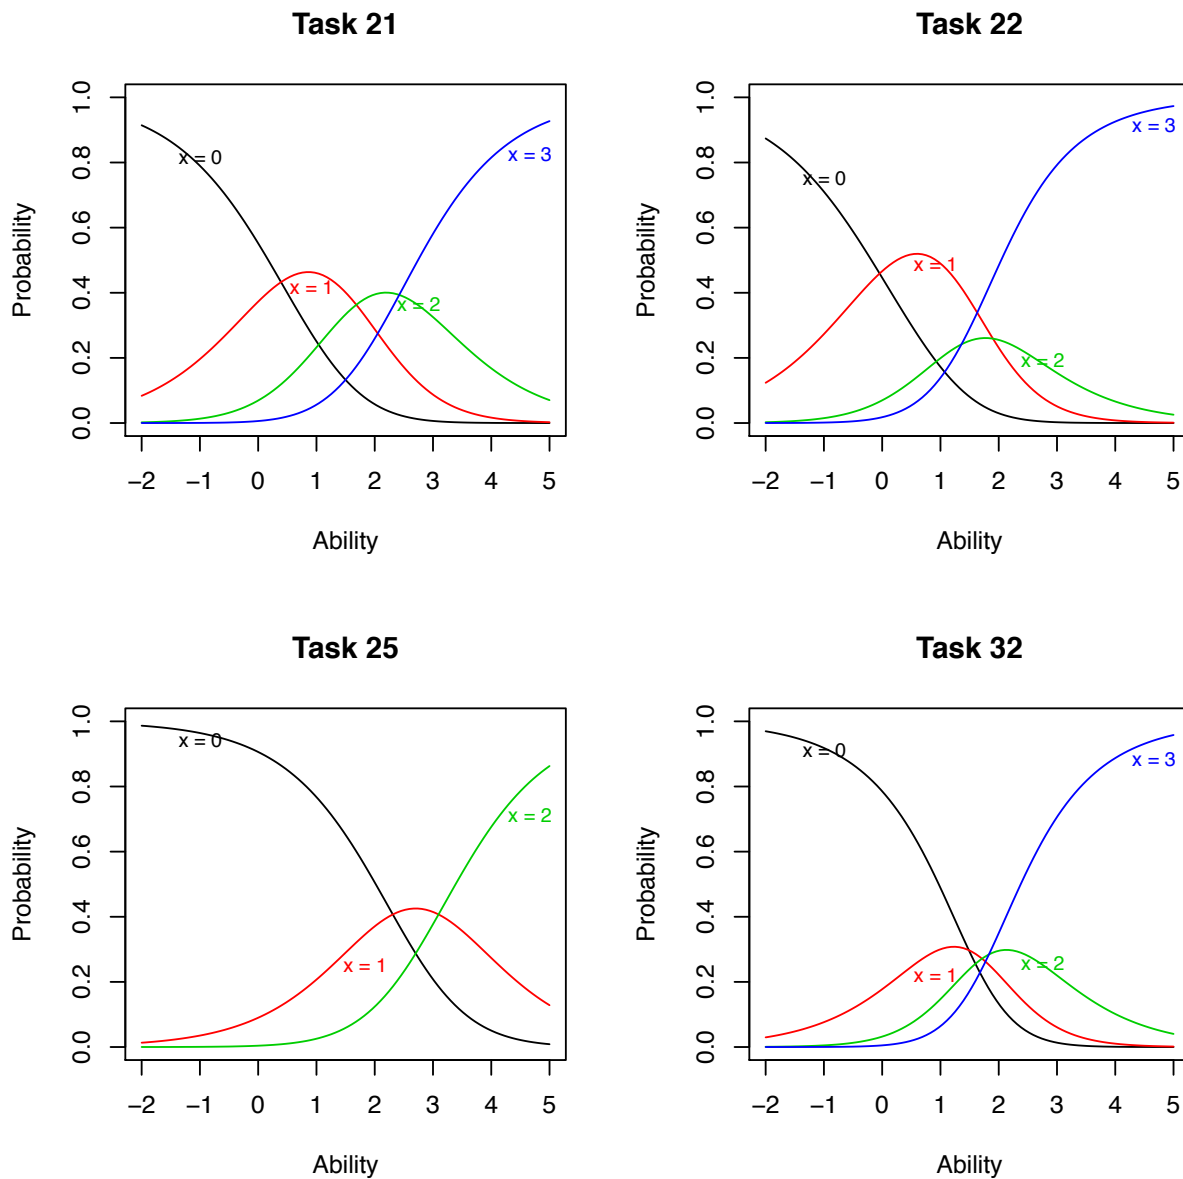 Task 21
Probability
1.0
0.8
0.6
0.4
0.2
0.0
x = 0
x = 1
x = 2
x = 3
−2 −1 0 1 2 3 4 5
Ability
Task 22
Probability
1.0
0.8
0.6
0.4
0.2
0.0
x = 0
x = 1
x = 2
x = 3
−2 −1 0 1 2 3 4 5
Ability
Task 25
Probability
1.0
0.8
0.6
0.4
0.2
0.0
x = 0
x = 1
x = 2
−2 −1 0 1 2 3 4 5
Ability
Task 32
Probability
1.0
0.8
0.6
0.4
0.2
0.0
x = 0
x = 1
x = 2
x = 3
−2 −1 0 1 2 3 4 5
Ability